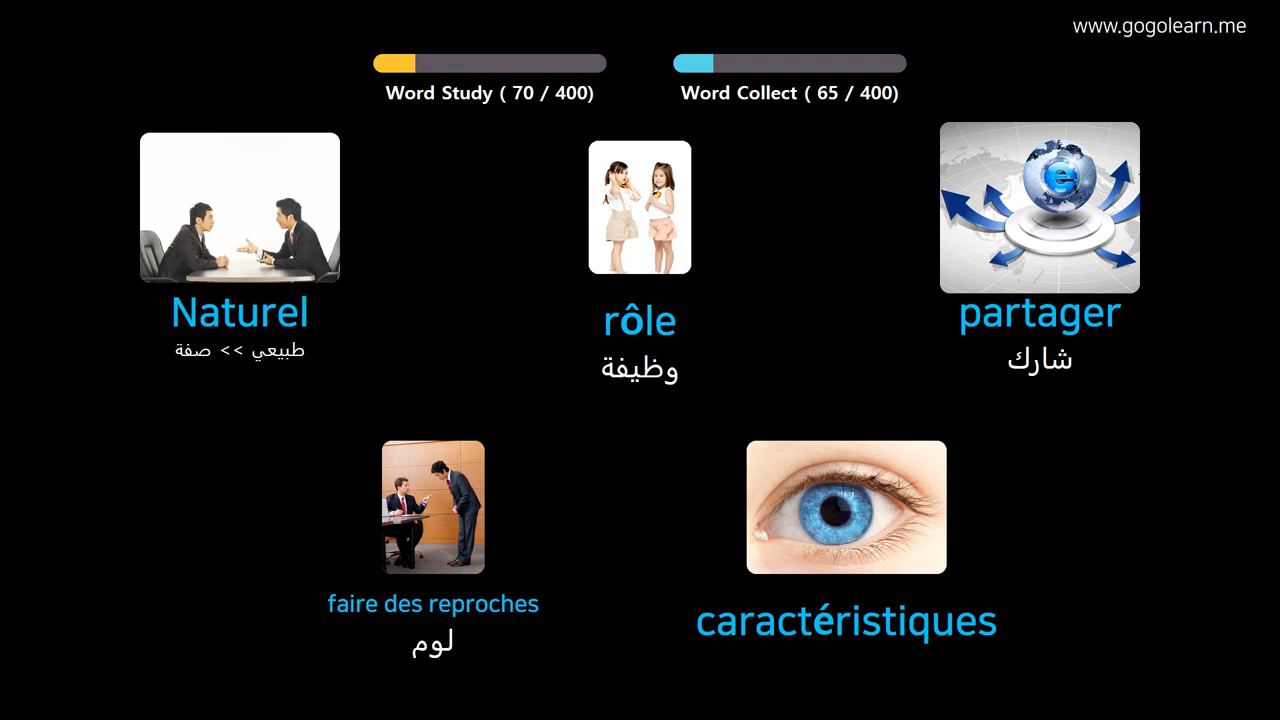 www.gogolearn.me
Word Study ( 70 / 400)
Word Collect ( 65 / 400)
Naturel
طبيعي >> صفة
rôle
وظيفة
partager
شارك
faire des reproches
لوم
caractéristiques